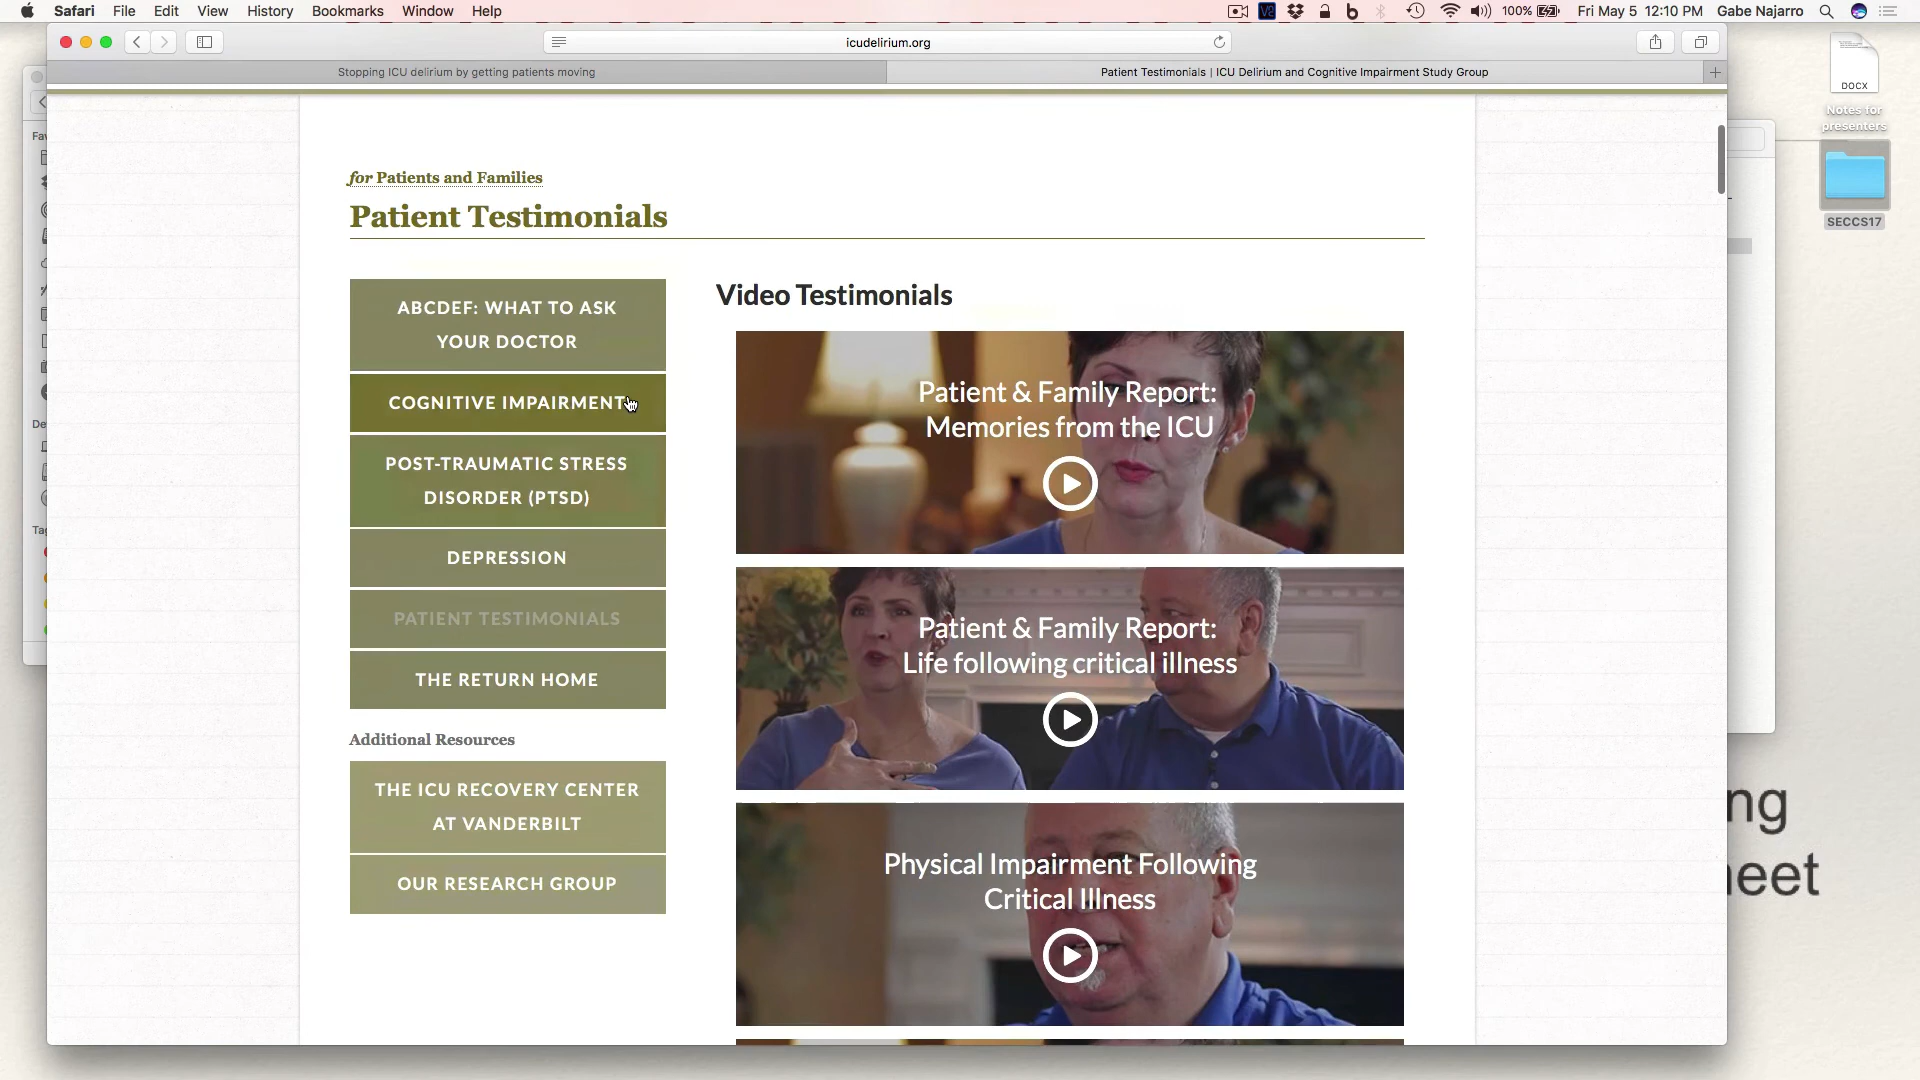 Safari File Edit View History Bookmarks Window Help
100% Fri May 5 12:10 PM Gabe Najarro
icudelirium.org
Stopping ICU delirium by getting patients moving
Patient Testimonials | ICU Delirium and Cognitive Impairment Study Group
for Patients and Families
Patient Testimonials
ABCDEF: WHAT TO ASK
YOUR DOCTOR
COGNITIVE IMPAIRMENT
POST-TRAUMATIC STRESS
DISORDER (PTSD)
DEPRESSION
PATIENT TESTIMONIALS
THE RETURN HOME
Additional Resources
THE ICU RECOVERY CENTER
AT VANDERBILT
OUR RESEARCH GROUP
Video Testimonials
Patient & Family Report:
Memories from the ICU
Patient & Family Report:
Life following critical illness
Physical Impairment Following
Critical Illness
DOCX
Notes for
presenters
SECCS17